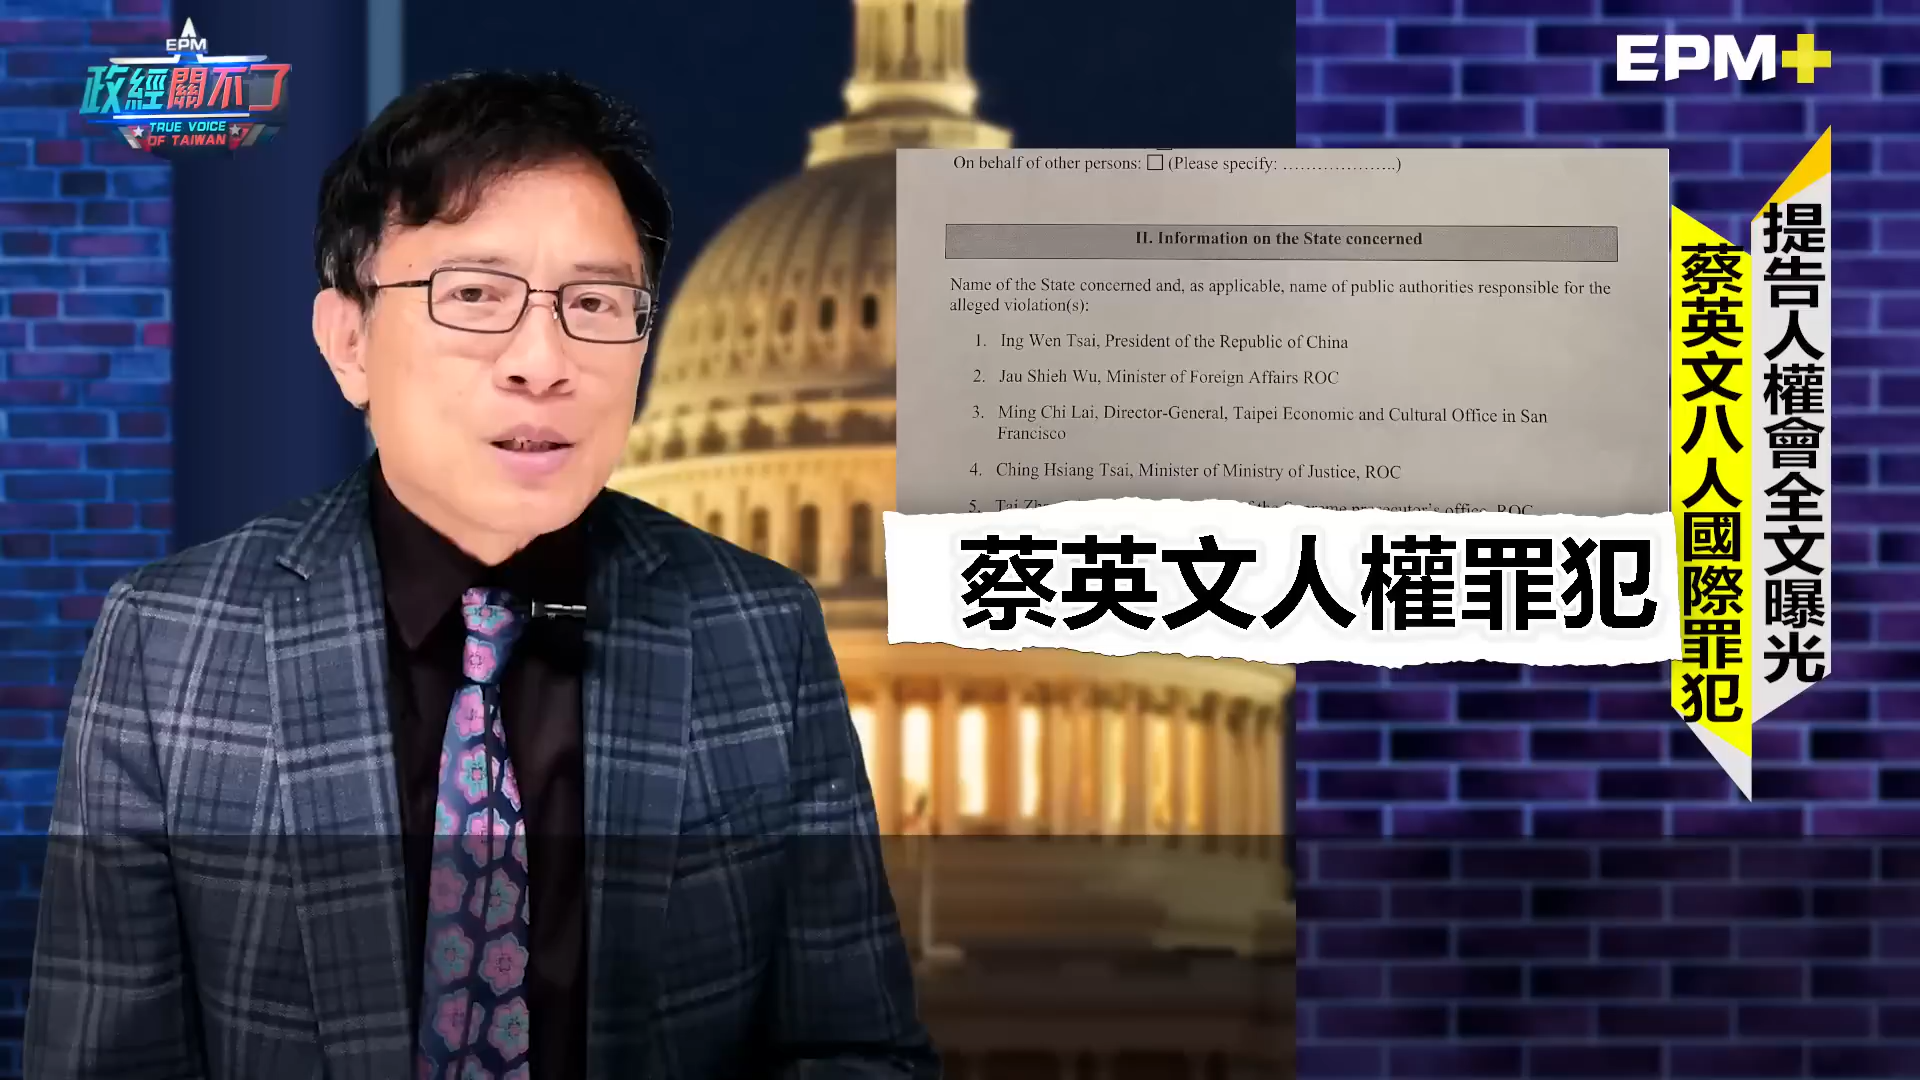 EPM
政經關不了
TRUE VOICE
OF TAIWAN
EPM+
On behalf of other persons: ☐ (Please specify: ....................)
II. Information on the State concerned
Name of the State concerned and, as applicable, name of public authorities responsible for the
alleged violation(s):
1. Ing Wen Tsai, President of the Republic of China
2. Jau Shieh Wu, Minister of Foreign Affairs ROC
3. Ming Chi Lai, Director-General, Taipei Economic and Cultural Office in San
Francisco
4. Ching Hsiang Tsai, Minister of Ministry of Justice, ROC
5. Tai office, ROC
蔡英文人權罪犯
提告人權會全文曝光
蔡英文八人國際罪犯